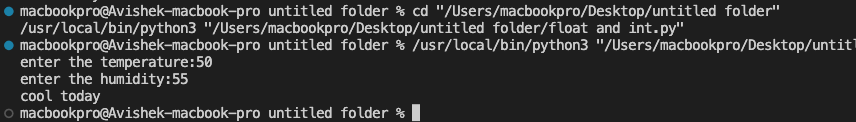 macbookpro@Avishek-macbook-pro untitled folder % cd "/Users/macbookpro/Desktop/untitled folder"
/usr/local/bin/python3 "/Users/macbookpro/Desktop/untitled folder/float and int.py"
macbookpro@Avishek-macbook-pro untitled folder % /usr/local/bin/python3 "/Users/macbookpro/Desktop/untitl
enter the temperature:50
enter the humidity:55
cool today
macbookpro@Avishek-macbook-pro untitled folder %